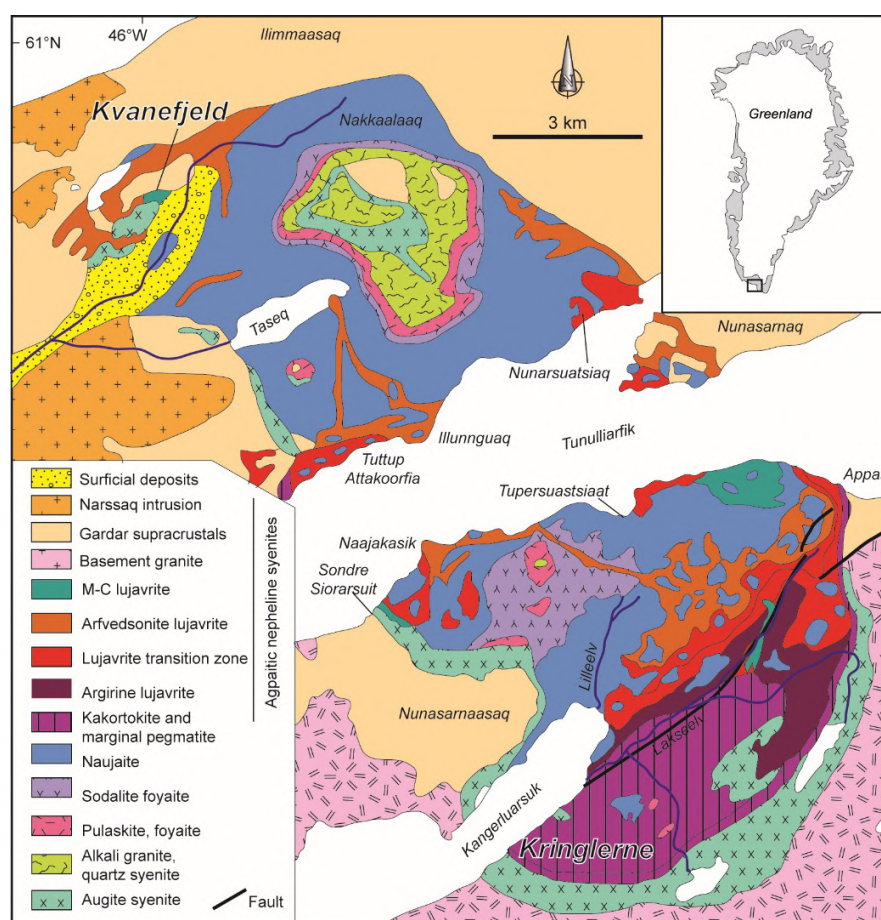 61°N
46°W
Ilimmaasaq
N
3 km
Greenland
Kvanefjeld
Nakkaalaaq
Taseq
Nunarsuatsiaq
Nunasarnaq
Illunnguaq
Tunulliarfik
Tuttup
Attakoorfia
Tupersuastsiaat
Appa
Naajakasik
Sondre
Siorarsuit
Lilleelv
Nunasarnaasaq
Lakseelv
Kangerluarsuk
Kringlerne
Surficial deposits
Narssaq intrusion
Gardar supracrustals
Basement granite
M-C lujavrite
Arfvedsonite lujavrite
Lujavrite transition zone
Argirine lujavrite
Kakortokite and
marginal pegmatite
Naujaite
Sodalite foyaite
Pulaskite, foyaite
Alkali granite,
quartz syenite
Augite syenite
Agpaitic nepheline syenites
Fault